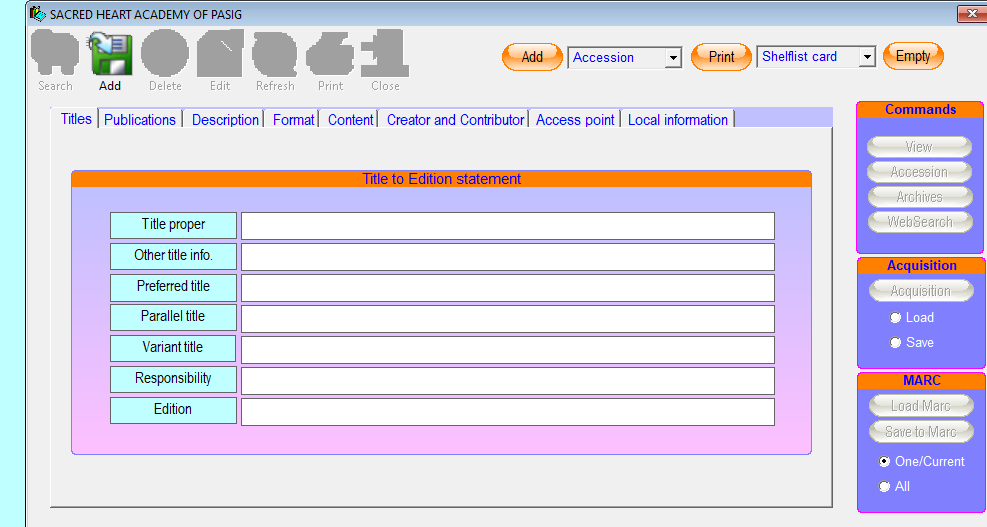 SACRED HEART ACADEMY OF PASIG
Search Add Delete Edit Refresh Print Close
Add Accession Print Shelflist card Empty
Titles Publications Description Format Content Creator and Contributor Access point Local information
Title to Edition statement
Title proper
Other title info.
Preferred title
Parallel title
Variant title
Responsibility
Edition
Commands
View
Accession
Archives
WebSearch
Acquisition
Acquisition
Load
Save
MARC
Load Marc
Save to Marc
One/Current
All